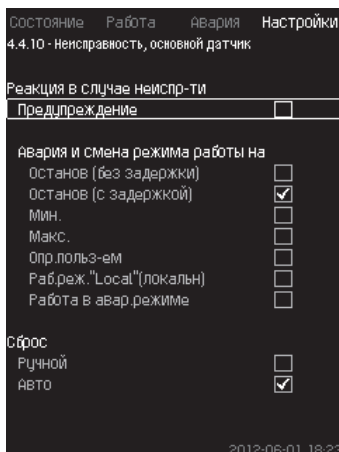 Состояние Работа Авария Настройки
4.4.10 - Неисправность, основной датчик
Реакция в случае неиспр-ти
Предупреждение
Авария и смена режима работы на
Останов (без задержки)
Останов (с задержкой)
Мин.
Макс.
Опр.польз-ем
Раб.реж."Local"(локальн)
Работа в авар.режиме
Сброс
Ручной
Авто
2012-06-01 18:23